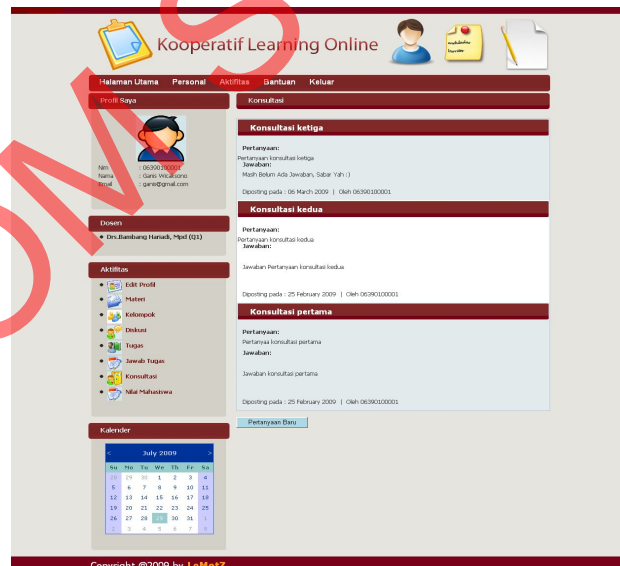 Kooperatif Learning Online
Halaman Utama Personal Aktifitas Bantuan Keluar
Profil Saya
Nim : 06390100001
Nama : Ganis Wicaksono
Email : ganis@gmail.com
Dosen
Drs.Bambang Hariadi, Mpd (Q1)
Aktifitas
Edit Profil
Materi
Kelompok
Diskusi
Tugas
Jawab Tugas
Konsultasi
Nilai Mahasiswa
Kalender
< July 2009 >
Su Mo Tu We Th Fr Sa
28 29 30 1 2 3 4
5 6 7 8 9 10 11
12 13 14 15 16 17 18
19 20 21 22 23 24 25
26 27 28 29 30 31 1
2 3 4 5 6 7 8
Konsultasi
Konsultasi ketiga
Pertanyaan:
Pertanyaan konsultasi ketiga
Jawaban:
Masih Belum Ada Jawaban, Sabar Yah :)
Diposting pada : 06 March 2009 | Oleh 06390100001
Konsultasi kedua
Pertanyaan:
Pertanyaan konsultasi kedua
Jawaban:
Jawaban Pertanyaan konsultasi kedua
Diposting pada : 25 February 2009 | Oleh 06390100001
Konsultasi pertama
Pertanyaan:
Pertanyaa konsultasi pertama
Jawaban:
Jawaban konsultasi pertama
Diposting pada : 25 February 2009 | Oleh 06390100001
Pertanyaan Baru
Copyright @2009 by LeMotZ